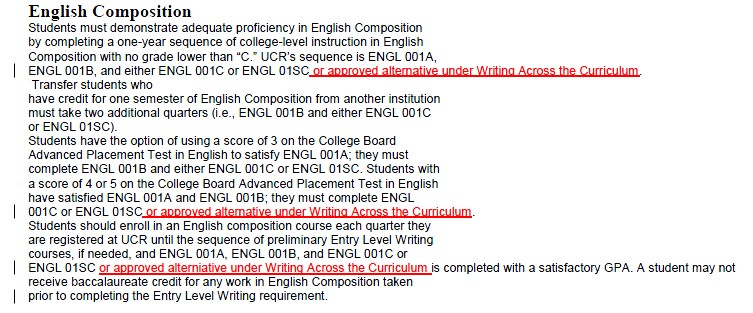 English Composition
Students must demonstrate adequate proficiency in English Composition
by completing a one-year sequence of college-level instruction in English
Composition with no grade lower than “C.” UCR’s sequence is ENGL 001A,
ENGL 001B, and either ENGL 001C or ENGL 01SC or approved alternative under Writing Across the Curriculum.
Transfer students who
have credit for one semester of English Composition from another institution
must take two additional quarters (i.e., ENGL 001B and either ENGL 001C
or ENGL 01SC).
Students have the option of using a score of 3 on the College Board
Advanced Placement Test in English to satisfy ENGL 001A; they must
complete ENGL 001B and either ENGL 001C or ENGL 01SC. Students with
a score of 4 or 5 on the College Board Advanced Placement Test in English
have satisfied ENGL 001A and ENGL 001B; they must complete ENGL
001C or ENGL 01SC or approved alternative under Writing Across the Curriculum.
Students should enroll in an English composition course each quarter they
are registered at UCR until the sequence of preliminary Entry Level Writing
courses, if needed, and ENGL 001A, ENGL 001B, and ENGL 001C or
ENGL 01SC or approved alterniative under Writing Across the Curriculum is completed with a satisfactory GPA. A student may not
receive baccalaureate credit for any work in English Composition taken
prior to completing the Entry Level Writing requirement.